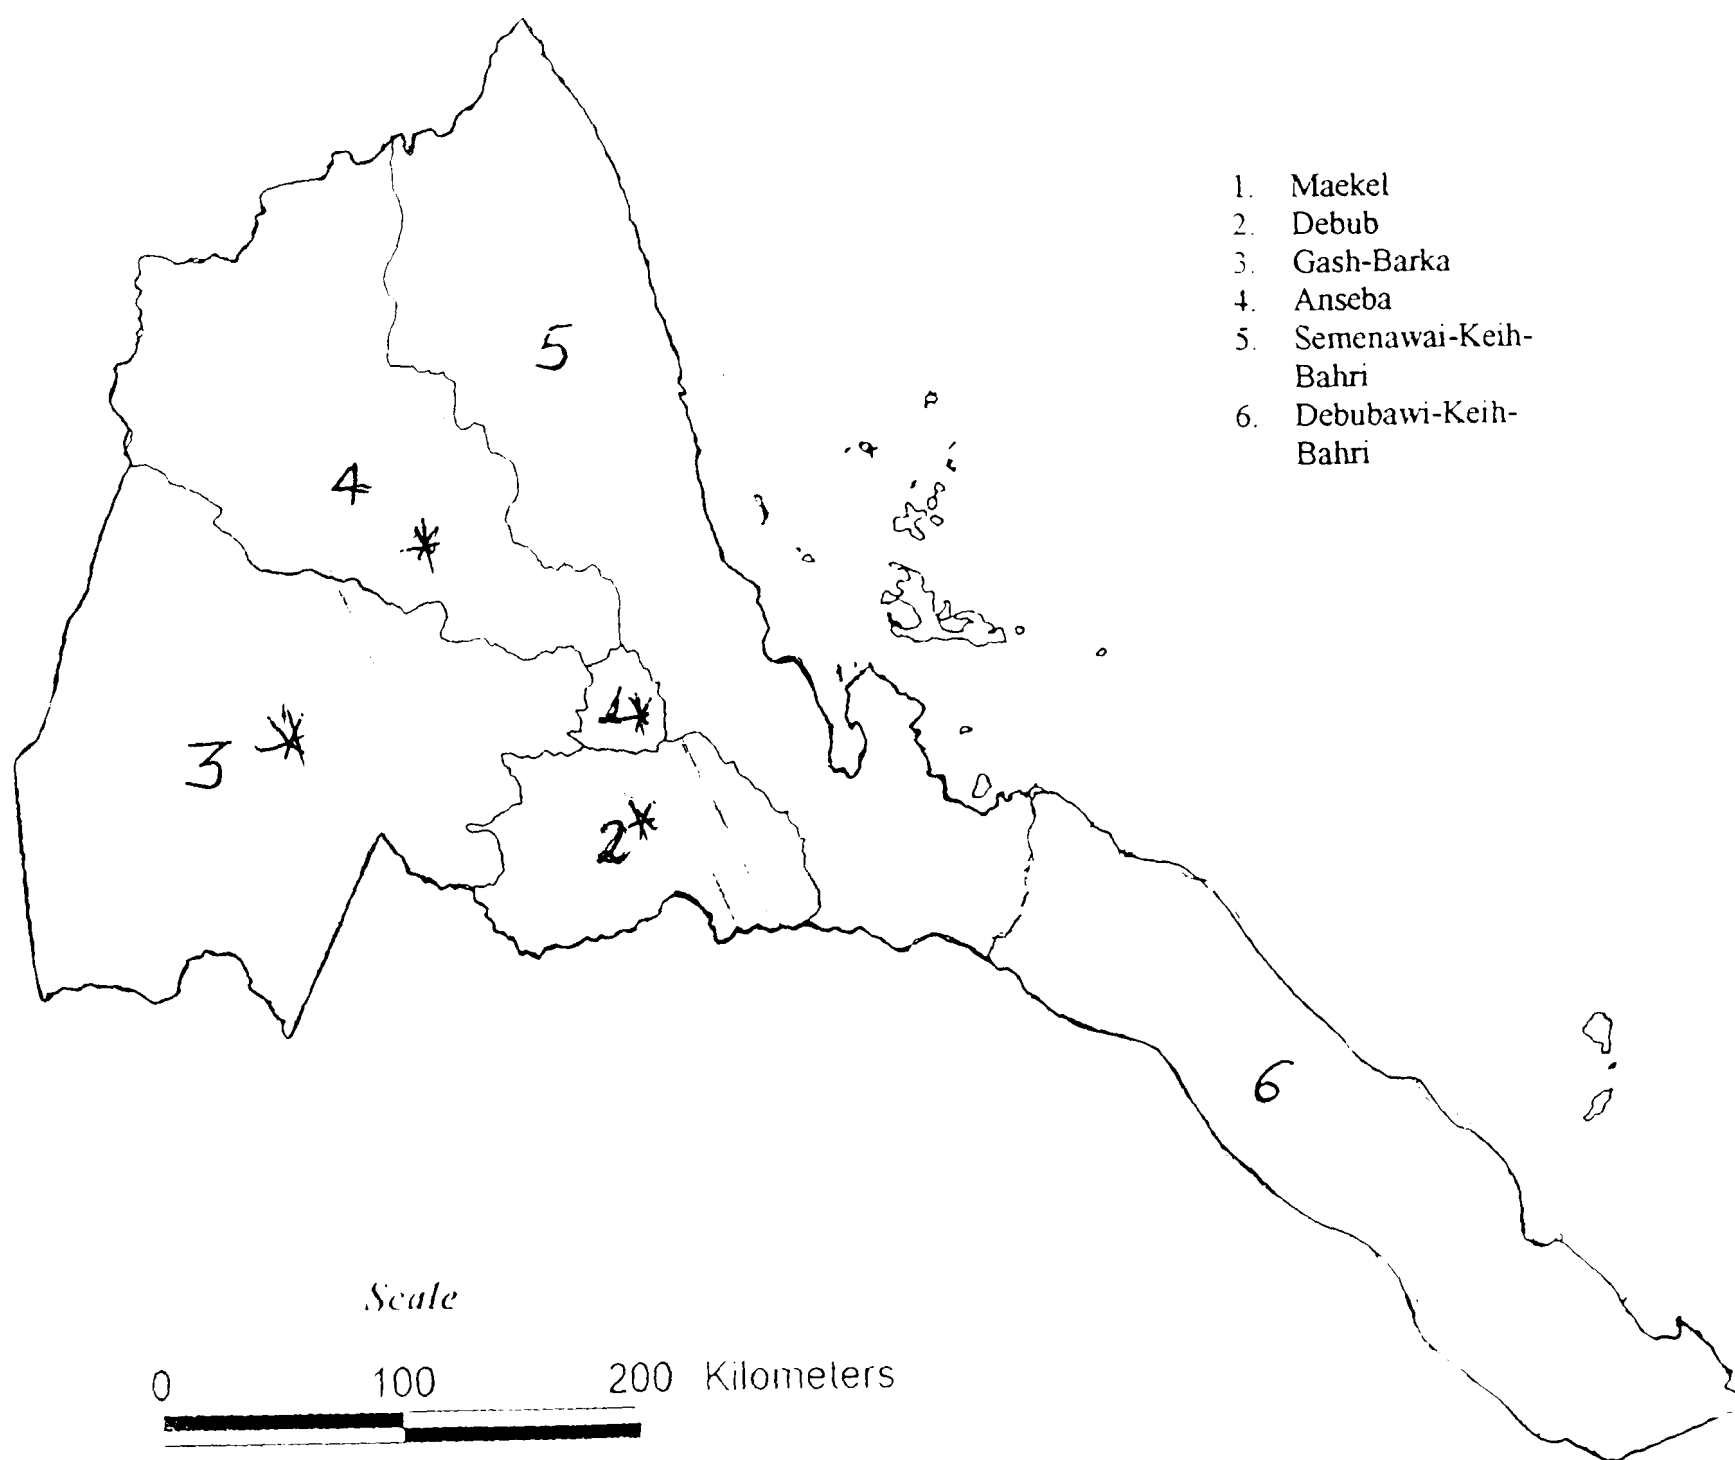 1. Maekel
2. Debub
3. Gash-Barka
4. Anseba
5. Semenawai-Keih-
Bahri
6. Debubawi-Keih-
Bahri
5
4
1
3
2
6
Scale
0 100 200 Kilometers